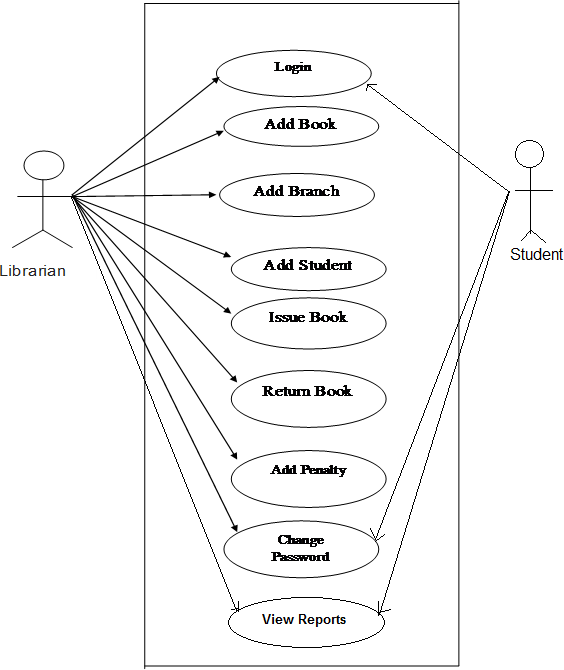 Login
Add Book
Add Branch
Librarian
Student
Add Student
Issue Book
Return Book
Add Penalty
Change
Password
View Reports